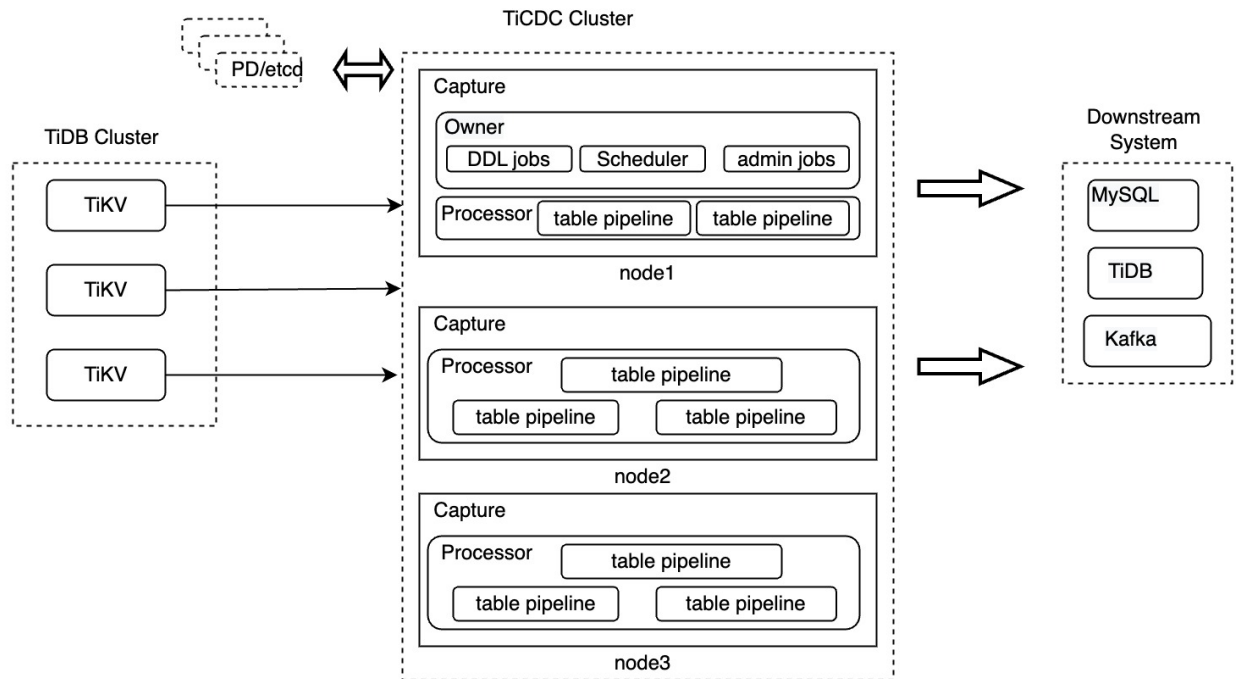 TiCDC Cluster
PD/etcd
TiDB Cluster
TiKV
TiKV
TiKV
Capture
Owner
DDL jobs
Scheduler
admin jobs
Processor
table pipeline
table pipeline
node1
Capture
Processor
table pipeline
table pipeline
table pipeline
node2
Capture
Processor
table pipeline
table pipeline
table pipeline
node3
Downstream
System
MySQL
TiDB
Kafka